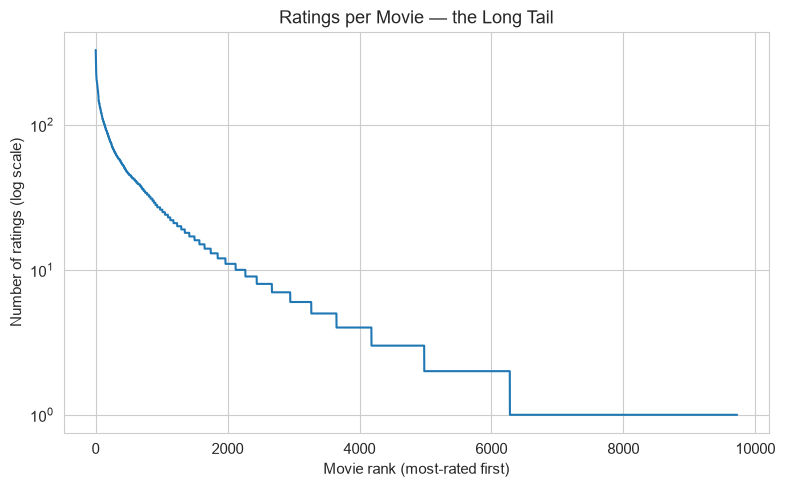 Ratings per Movie — the Long Tail
Number of ratings (log scale)
10²
10¹
10⁰
0 2000 4000 6000 8000 10000
Movie rank (most-rated first)